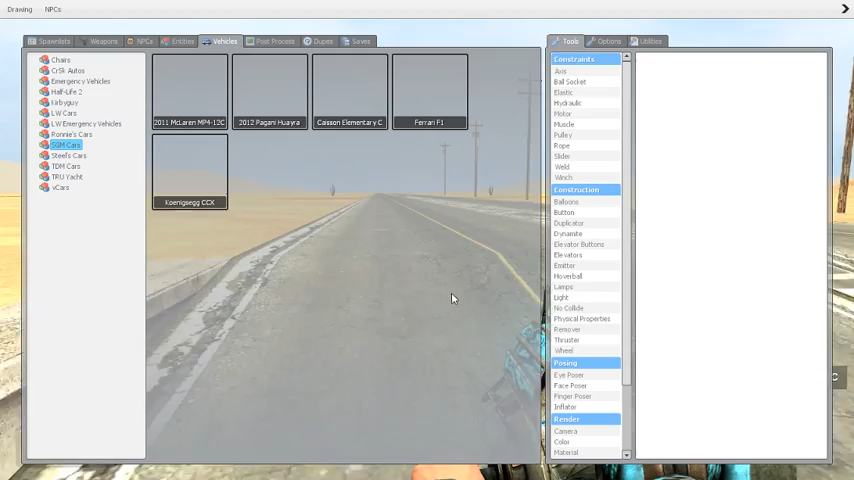 Drawing NPCs
Spawnlists Weapons NPCs Entities Vehicles Post Process Dupes Saves
Tools Options Utilities
Chairs
CrSk Autos
Emergency Vehicles
Half-Life 2
Kirbyguy
LW Cars
LW Emergency Vehicles
Ronnie's Cars
SGM Cars
Steel's Cars
TDM Cars
TRU Yacht
vCars
2011 McLaren MP4-12C 2012 Pagani Huayra Caisson Elementary C Ferrari F1
Koenigsegg CCX
Constraints
Axis
Ball Socket
Elastic
Hydraulic
Motor
Muscle
Pulley
Rope
Slider
Weld
Winch
Construction
Balloons
Button
Duplicator
Dynamite
Elevator Buttons
Elevators
Emitter
Hoverball
Lamps
Light
No Collide
Physical Properties
Remover
Thruster
Wheel
Posing
Eye Poser
Face Poser
Finger Poser
Inflator
Render
Camera
Color
Material
C